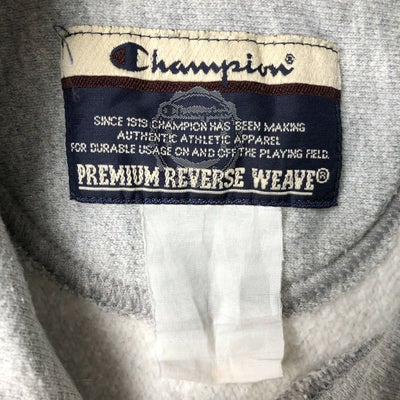 Champion®
SINCE 1919 CHAMPION HAS BEEN MAKING
AUTHENTIC ATHLETIC APPAREL
FOR DURABLE USAGE ON AND OFF THE PLAYING FIELD.
PREMIUM REVERSE WEAVE®